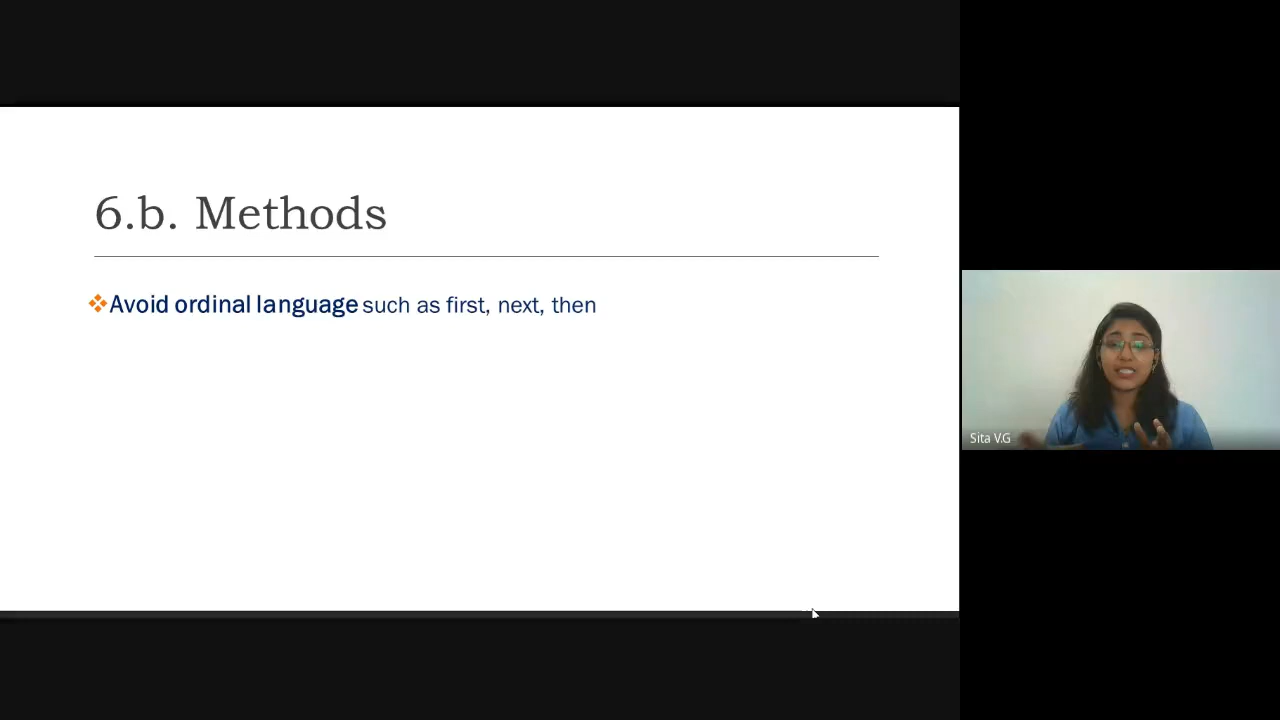 6.b. Methods
Avoid ordinal language such as first, next, then
Sita V.G